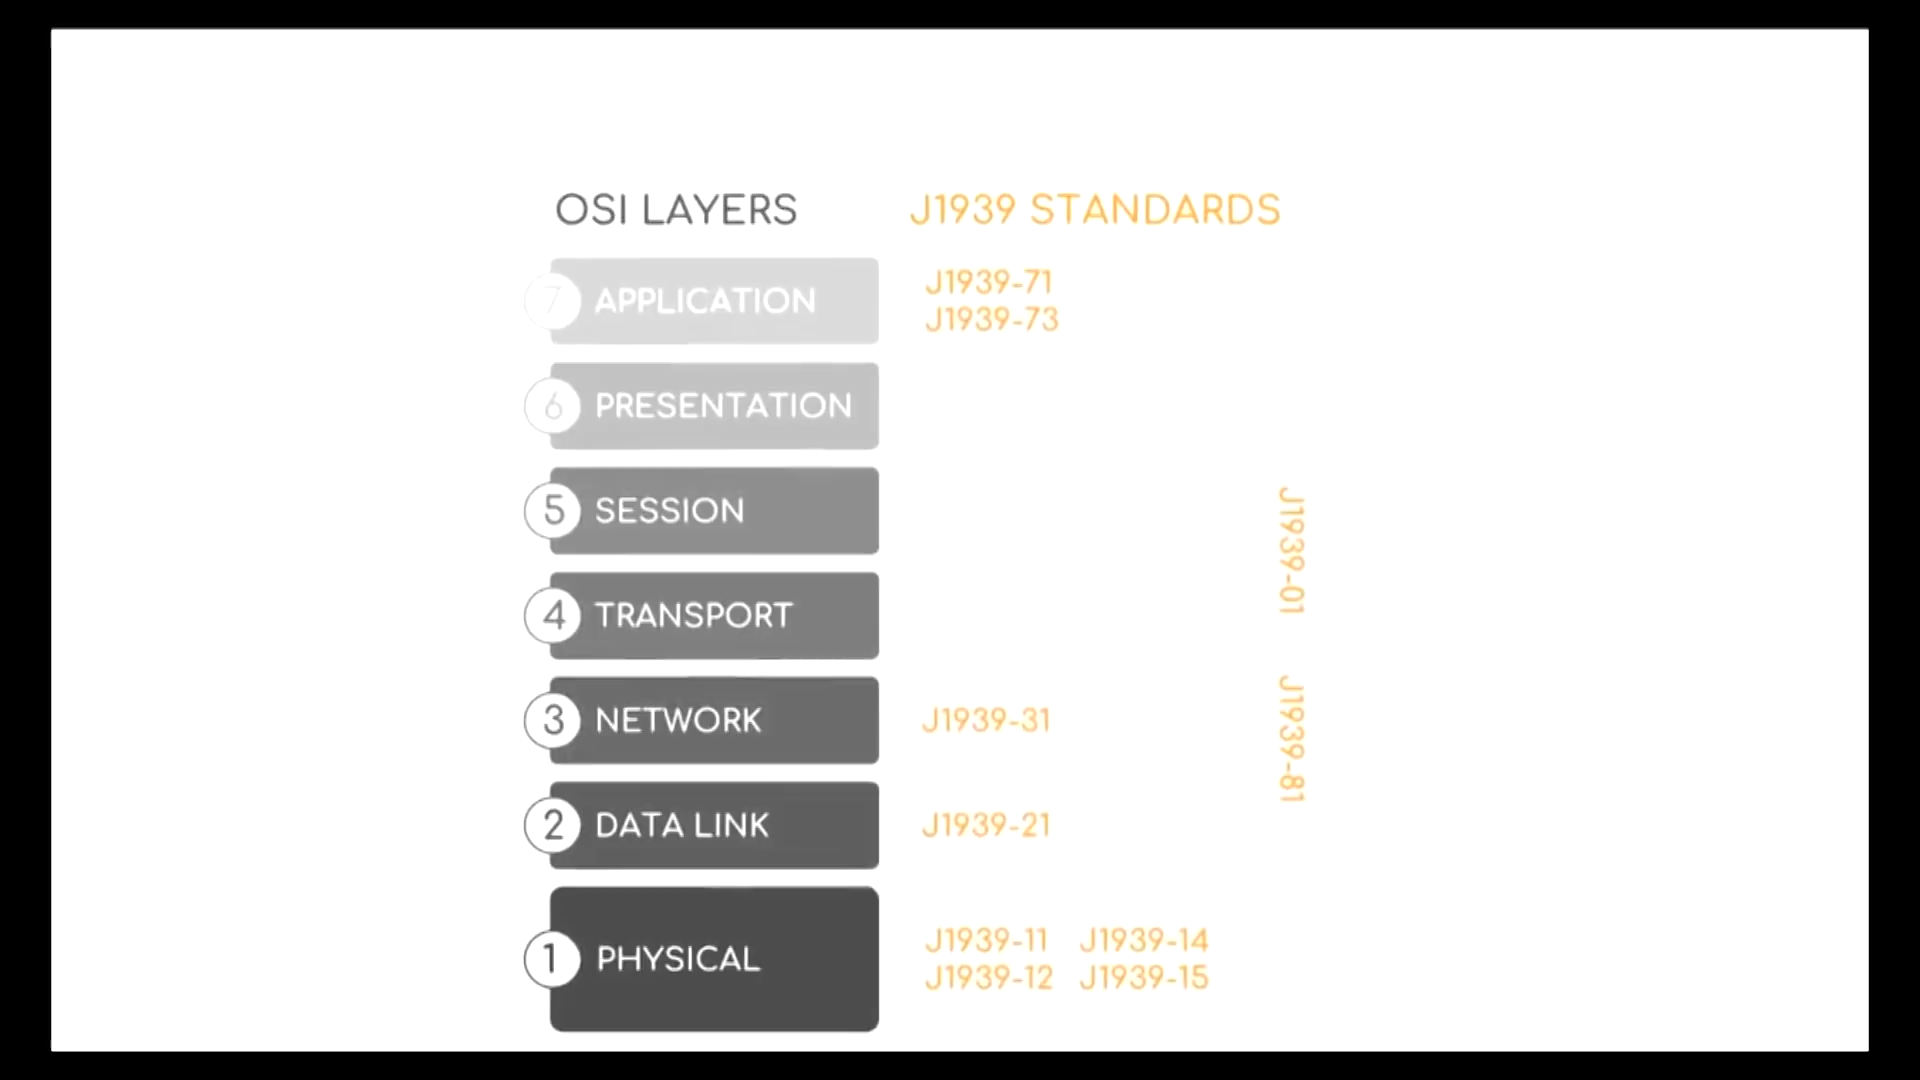 OSI LAYERS
J1939 STANDARDS
7 APPLICATION
J1939-71
J1939-73
6 PRESENTATION
5 SESSION
4 TRANSPORT
3 NETWORK
J1939-31
2 DATA LINK
J1939-21
1 PHYSICAL
J1939-11 J1939-14
J1939-12 J1939-15
J1939-01
J1939-81